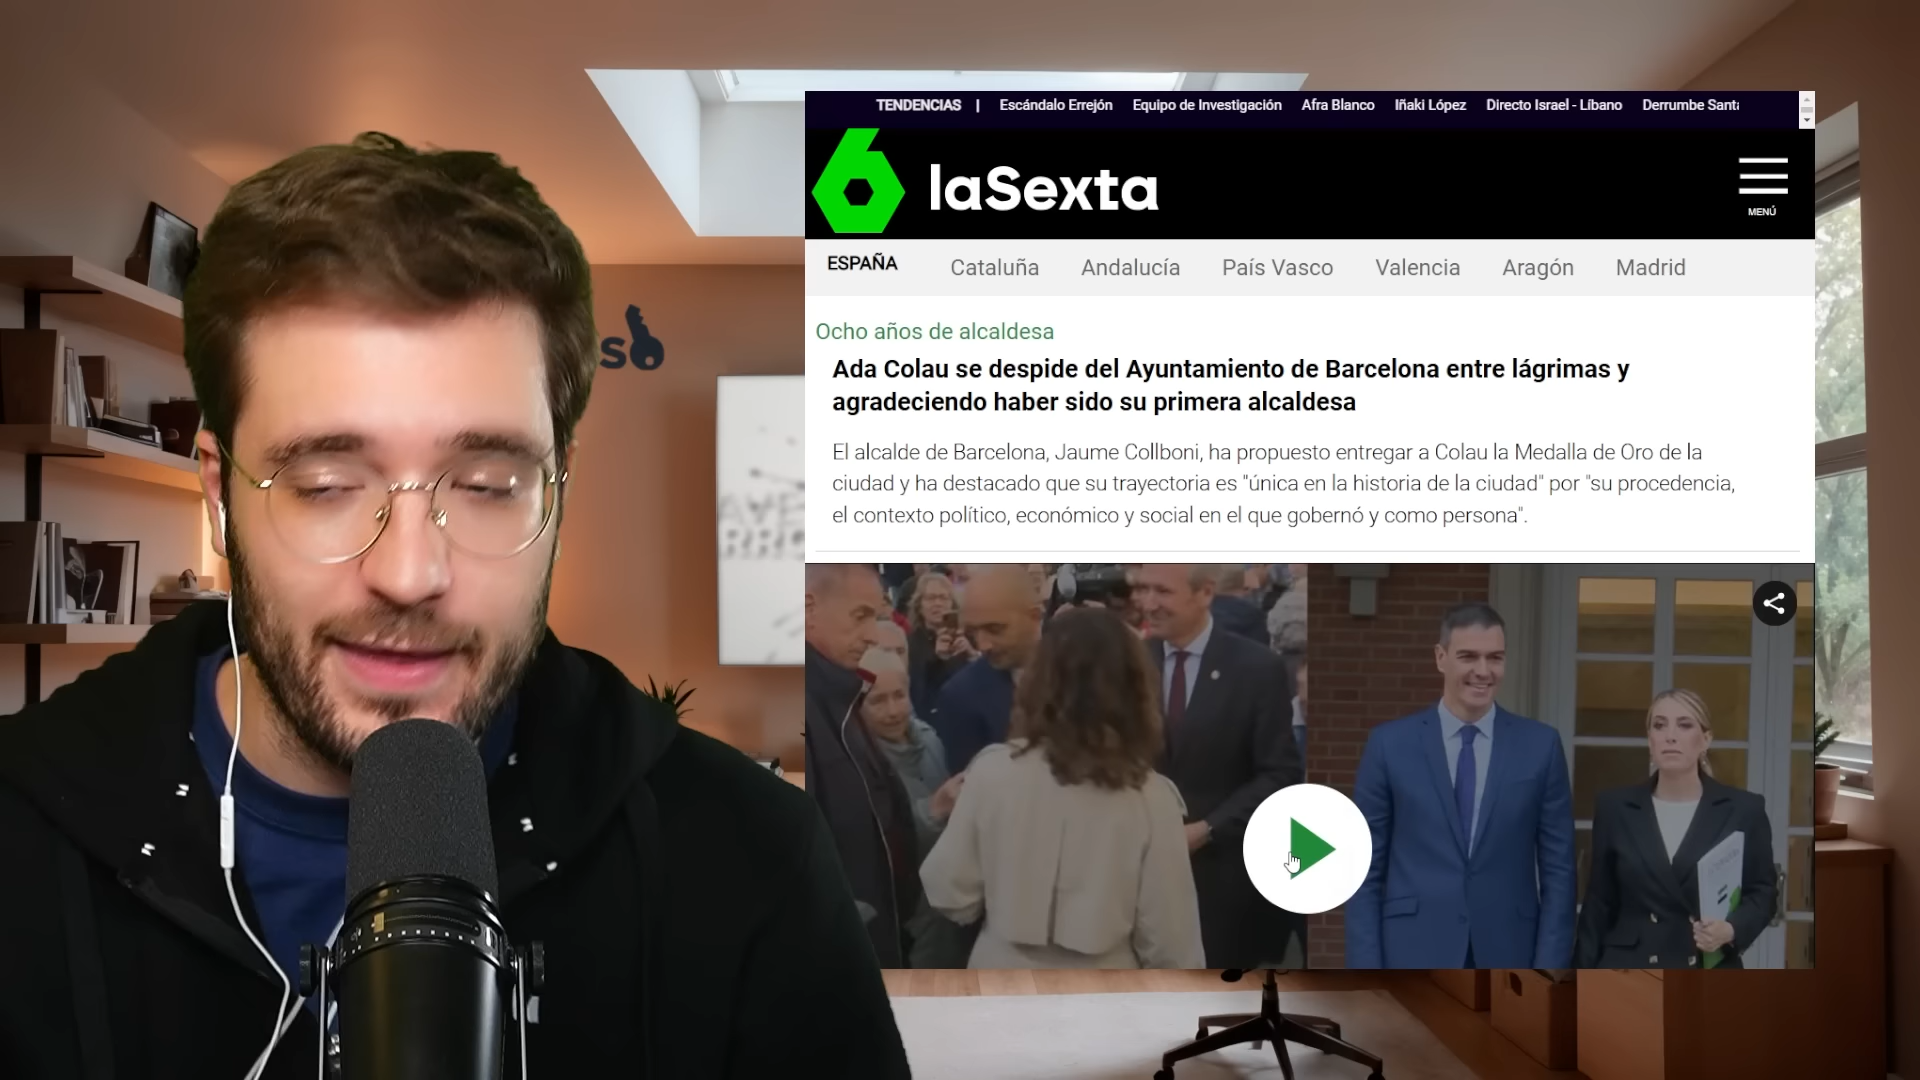 TENDENCIAS | Escándalo Errejón Equipo de Investigación Afra Blanco Iñaki López Directo Israel - Líbano Derrumbe
6 laSexta
MENÚ
ESPAÑA Cataluña Andalucía País Vasco Valencia Aragón Madrid
Ocho años de alcaldesa
Ada Colau se despide del Ayuntamiento de Barcelona entre lágrimas y
agradeciendo haber sido su primera alcaldesa
El alcalde de Barcelona, Jaume Collboni, ha propuesto entregar a Colau la Medalla de Oro de la
ciudad y ha destacado que su trayectoria es "única en la historia de la ciudad" por "su procedencia,
el contexto político, económico y social en el que gobernó y como persona".